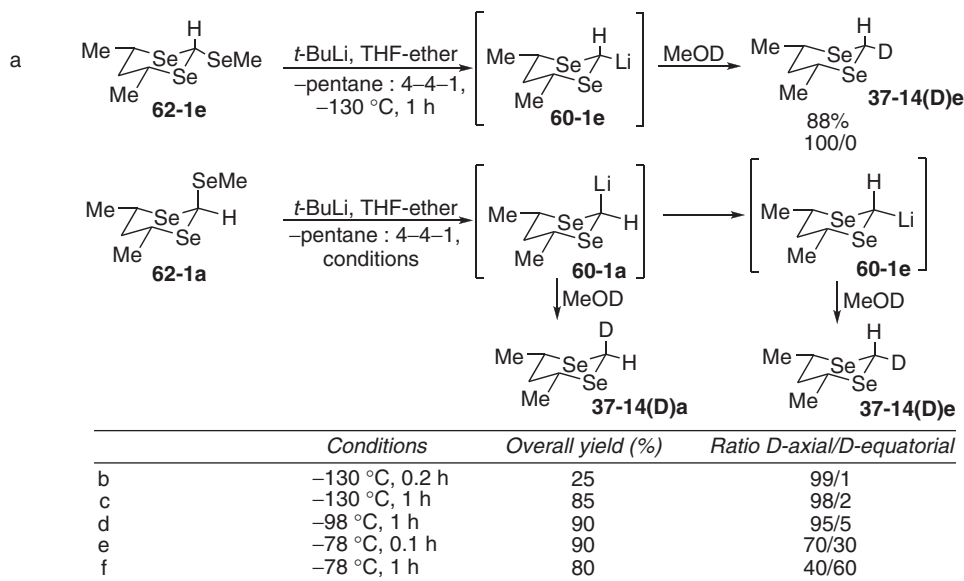 a
Me H Se SeMe Se Me
62-1e
t-BuLi, THF-ether
–pentane : 4–4–1,
–130 °C, 1 h
Me H Se Li Se Me
60-1e
MeOD
Me H Se D Se Me
37-14(D)e
88%
100/0
SeMe Me Se H Se Me
62-1a
t-BuLi, THF-ether
–pentane : 4–4–1,
conditions
Li Me Se H Se Me
60-1a
H Me Se Li Se Me
60-1e
MeOD
MeOD
D Me Se H Se Me
37-14(D)a
H Me Se D Se Me
37-14(D)e
Conditions Overall yield (%) Ratio D-axial/D-equatorial
b –130 °C, 0.2 h 25 99/1
c –130 °C, 1 h 85 98/2
d –98 °C, 1 h 90 95/5
e –78 °C, 0.1 h 90 70/30
f –78 °C, 1 h 80 40/60